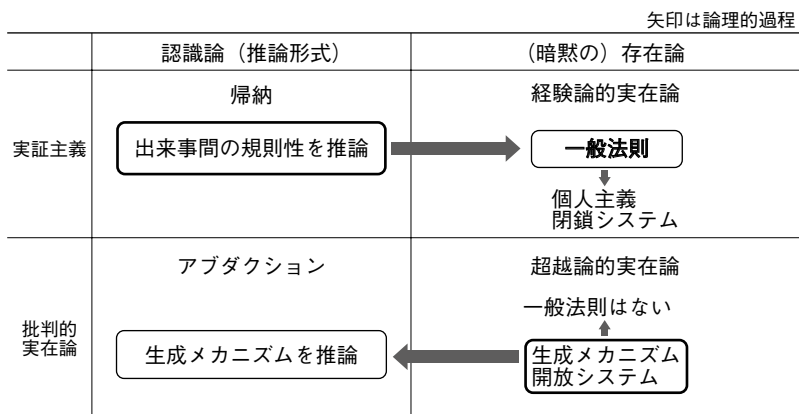 矢印は論理的過程
認識論（推論形式）
（暗黙の）存在論
実証主義
帰納
出来事間の規則性を推論
経験論的実在論
一般法則
個人主義
閉鎖システム
批判的
実在論
アブダクション
生成メカニズムを推論
超越論的実在論
一般法則はない
生成メカニズム
開放システム